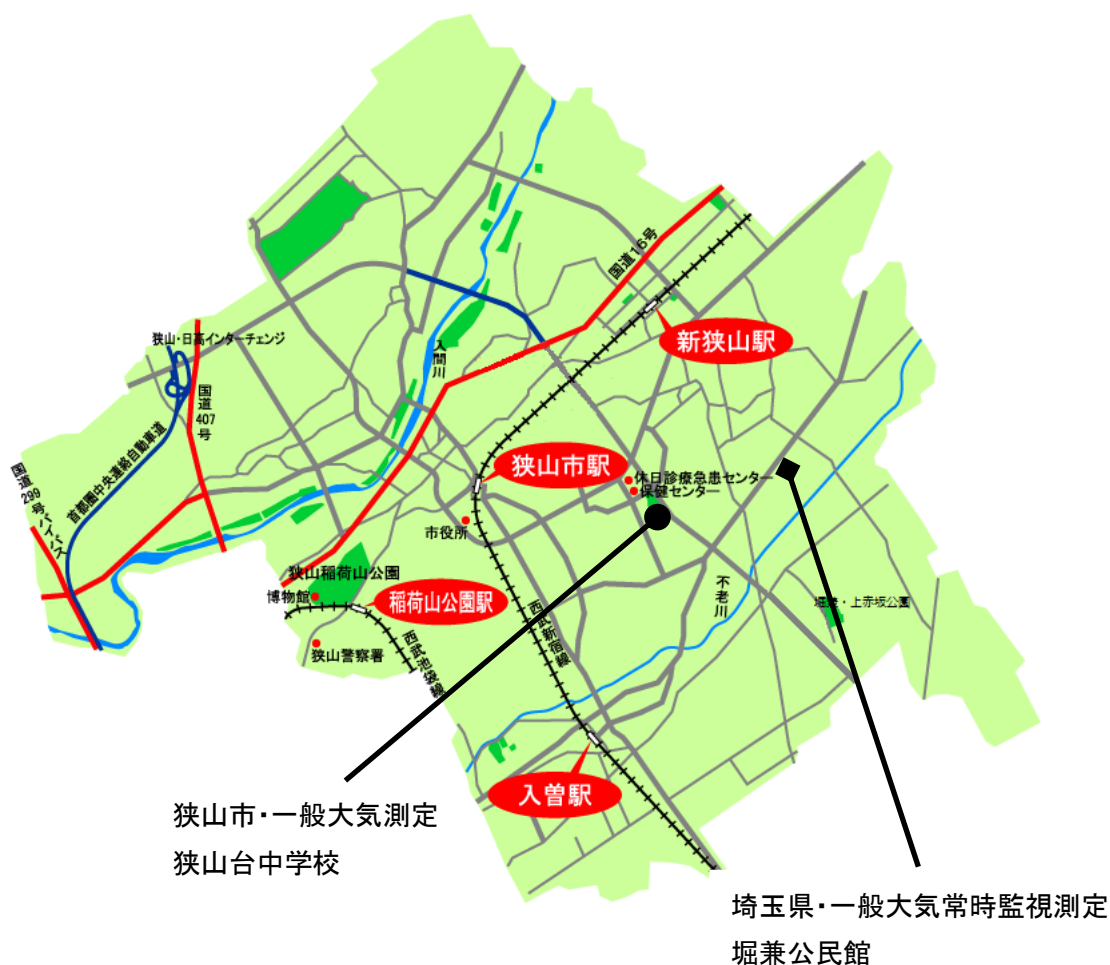 国道16号
新狭山駅
狭山・日高インターチェンジ
入間川
国道407号
首都圏中央連絡自動車道
国道299号バイパス
狭山市駅
休日診療急患センター
保健センター
市役所
狭山稲荷山公園
博物館
稲荷山公園駅
不老川
堀兼・上赤坂公園
狭山警察署
西武池袋線
西武新宿線
入曽駅
狭山市・一般大気測定
狭山台中学校
埼玉県・一般大気常時監視測定
堀兼公民館